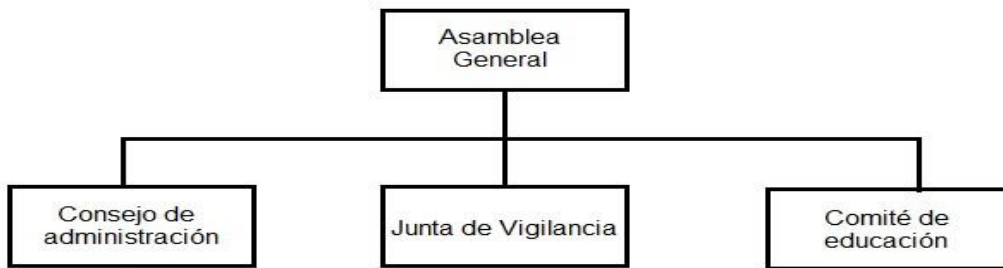 Asamblea
General
Consejo de
administración
Junta de Vigilancia
Comité de
educación